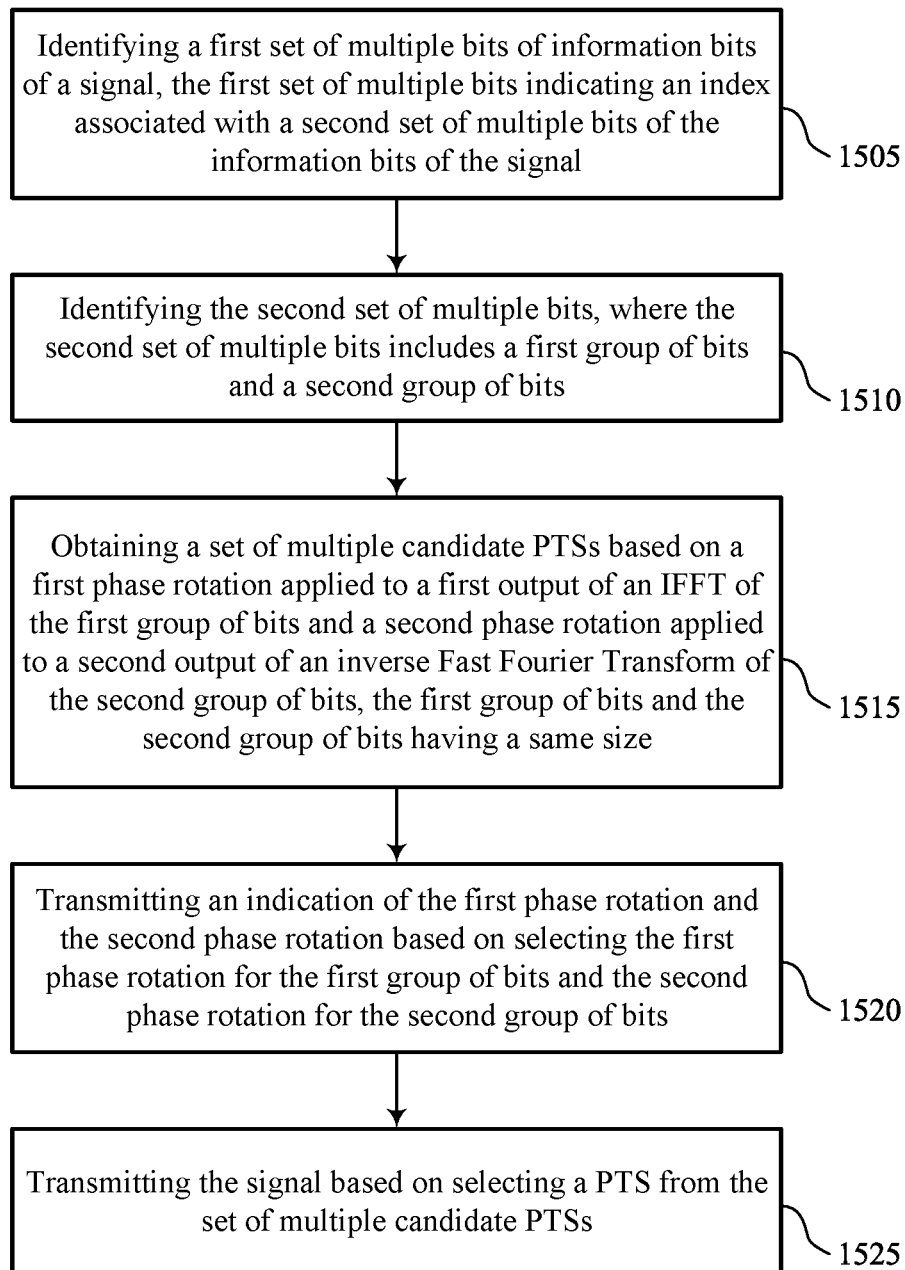 Identifying a first set of multiple bits of information bits
of a signal, the first set of multiple bits indicating an index
associated with a second set of multiple bits of the
information bits of the signal
1505
Identifying the second set of multiple bits, where the
second set of multiple bits includes a first group of bits
and a second group of bits
1510
Obtaining a set of multiple candidate PTSs based on a
first phase rotation applied to a first output of an IFFT of
the first group of bits and a second phase rotation applied
to a second output of an inverse Fast Fourier Transform of
the second group of bits, the first group of bits and the
second group of bits having a same size
1515
Transmitting an indication of the first phase rotation and
the second phase rotation based on selecting the first
phase rotation for the first group of bits and the second
phase rotation for the second group of bits
1520
Transmitting the signal based on selecting a PTS from the
set of multiple candidate PTSs
1525